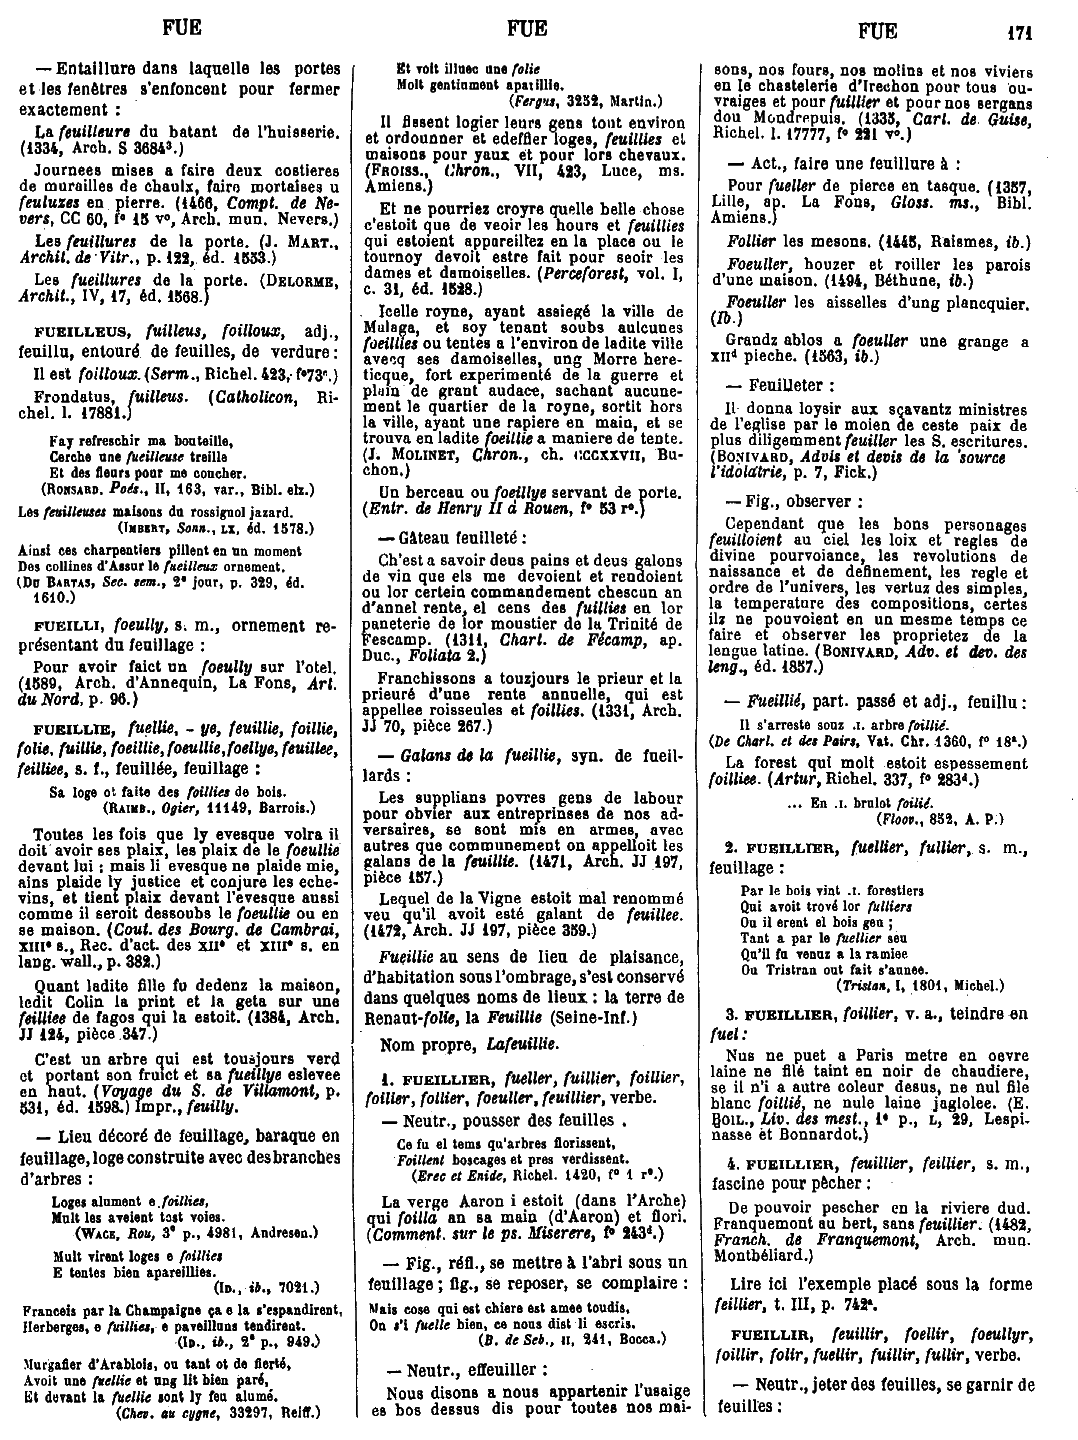 FUE
FUE
FUE
171
— Entaillure dans laquelle les portes
et les fenêtres s'enfoncent pour fermer
exactement :
La feuilleure du batant de l'huisserie.
(1334, Arch. S 3684³.)
Journees mises a faire deux costieres
de murailles de chaulx, faire mortaises u
feuluxes en pierre. (1466, Compt. de Ne-
vers, CC 60, f° 15 v°, Arch. mun. Nevers.)
Les feuillures de la porte. (J. MART.,
Archit. de Vitr., p. 122, éd. 1553.)
Les fueillures de la porte. (DELORME,
Archit., IV, 17, éd. 1568.)
FUEILLEUS, fuilleus, foilloux, adj.,
feuillu, entouré de feuilles, de verdure :
Il est foilloux. (Serm., Richel. 423, f° 73ʳ.)
Frondatus, fuilleus. (Catholicon, Ri-
chel. l. 17881.)
Fay refreschir ma bouteille,
Cerche une fueilleuse treille
Et des fleurs pour me coucher.
(RONSARD. Poés., II, 163, var., Bibl. elz.)
Les feuilleuses maisons du rossignol jazard.
(IMBERT, Sonn., LX, éd. 1578.)
Ainsi ces charpentiers pillent en un moment
Des collines d'Assur le fueilleux ornement.
(DU BARTAS, Sec. sem., 2ᵉ jour, p. 329, éd.
1610.)
FUEILLI, foeully, s. m., ornement re-
présentant du feuillage :
Pour avoir faict un foeully sur l'otel.
(1589, Arch. d'Annequin, La Fons, Art.
du Nord, p. 96.)
FUEILLIE, fuellie, - ye, feuillie, foillie,
folie, fuillie, foeillie, foeullie, foellye, feuillee,
feilliee, s. f., feuillée, feuillage :
Sa loge ot faite des foillies de bois.
(RAIMB., Ogier, 11149, Barrois.)
Toutes les fois que ly evesque volra il
doit avoir ses plaix, les plaix de le foeullie
devant lui ; mais li evesque ne plaide mie,
ains plaide ly justice et conjure les eche-
vins, et tient plaix devant l'evesque aussi
comme il seroit dessoubs le foeullie ou en
se maison. (Cout. des Bourg. de Cambrai,
XIIIᵉ s., Rec. d'act. des XIIᵉ et XIIIᵉ s. en
lang. wall., p. 382.)
Quant ladite fille fu dedenz la maison,
ledit Colin la print et la geta sur une
feilliee de fagos qui la estoit. (1384, Arch.
JJ 124, pièce 347.)
C'est un arbre qui est tousjours verd
et portant son fruict et sa fueillye eslevee
en haut. (Voyage du S. de Villamont, p.
531, éd. 1598.) Impr., feuilly.
— Lieu décoré de feuillage, baraque en
feuillage, loge construite avec des branches
d'arbres :
Loges alument e foillies,
Mult les aveient tost voies.
(WACE, Rou, 3ᵉ p., 4981, Andresen.)
Mult virent loges e foillies
E tentes bien apareillies.
(ID., ib., 7021.)
Franceis par la Champaigne ça e la s'espandirent,
Herberges, e fuillies, e paveilluns tendirent.
(ID., ib., 2ᵉ p., 949.)
Murgafier d'Arablois, ou tant ot de fierté,
Avoit une fuellie et ung lit bien paré,
Et devant la fuellie sont ly feu alumé.
(Chev. au cygne, 33297, Reiff.)
Et voit illuec une folie
Molt gentiument apatillie.
(Fergus, 3252, Martin.)
Il fissent logier leurs gens tout environ
et ordounner et edeffier loges, feuillies et
maisons pour yaux et pour lors chevaux.
(FROISS., Chron., VII, 423, Luce, ms.
Amiens.)
Et ne pourriez croyre quelle belle chose
c'estoit que de veoir les hours et feuillies
qui estoient appareillez en la place ou le
tournoy devoit estre fait pour seoir les
dames et damoiselles. (Perceforest, vol. I,
c. 31, éd. 1528.)
Icelle royne, ayant assiegé la ville de
Mulaga, et soy tenant soubs aulcunes
foeillies ou tentes a l'environ de ladite ville
avecq ses damoiselles, ung Morre here-
ticque, fort experimenté de la guerre et
plain de grant audace, sachant aucune-
ment le quartier de la royne, sortit hors
la ville, ayant une rapiere en main, et se
trouva en ladite foeillie a maniere de tente.
(J. MOLINET, Chron., ch. CCCXXVII, Bu-
chon.)
Un berceau ou foeillye servant de porte.
(Entr. de Henry II à Rouen, f° 53 r°.)
— Gâteau feuilleté :
Ch'est a savoir deus pains et deus galons
de vin que els me devoient et rendoient
ou lor certein commandement chescun an
d'annel rente, el cens des fuillies en lor
paneterie de lor moustier de la Trinité de
Fescamp. (1311, Chart. de Fécamp, ap.
Duc., Foliata 2.)
Franchissons a touzjours le prieur et la
prieuré d'une rente annuelle, qui est
appellee roisseules et foillies. (1331, Arch.
JJ 70, pièce 267.)
— Galans de la fueillie, syn. de fueil-
lards :
Les supplians povres gens de labour
pour obvier aux entreprinses de nos ad-
versaires, se sont mis en armes, avec
autres que communement on appelloit les
galans de la feuillie. (1471, Arch. JJ 197,
pièce 157.)
Lequel de la Vigne estoit mal renommé
veu qu'il avoit esté galant de feuillee.
(1472, Arch. JJ 197, pièce 359.)
Fueillie au sens de lieu de plaisance,
d'habitation sous l'ombrage, s'est conservé
dans quelques noms de lieux : la terre de
Renaut-folie, la Feuillie (Seine-Inf.)
Nom propre, Lafeuillie.
1. FUEILLIER, fueller, fuillier, foillier,
foilier, follier, foeuller, feuillier, verbe.
— Neutr., pousser des feuilles .
Ce fu el tems qu'arbres florissent,
Foillent boscages et pres verdissent.
(Erec et Enide, Richel. 1420, f° 1 r°.)
La verge Aaron i estoit (dans l'Arche)
qui foilla an sa main (d'Aaron) et flori.
(Comment. sur le ps. Miserere, f° 243ᵈ.)
— Fig., réfl., se mettre à l'abri sous un
feuillage ; fig., se reposer, se complaire :
Mais cose qui est chiere est amee toudis,
On s'i fuelle bien, ce nous dist li escris.
(B. de Seb., II, 241, Bocca.)
— Neutr., effeuiller :
Nous disons a nous appartenir l'usaige
es bos dessus dis pour toutes nos mai-
sons, nos fours, nos molins et nos viviers
en le chastelerie d'Irechon pour tous ou-
vraiges et pour fuillier et pour nos sergans
dou Mondrepuis. (1335, Cart. de Guise,
Richel. l. 17777, f° 221 v°.)
— Act., faire une feuillure à :
Pour fueller de pierce en tasque. (1357,
Lille, ap. La Fons, Gloss. ms., Bibl.
Amiens.)
Follier les mesons. (1445, Raismes, ib.)
Foeuller, houzer et roiller les parois
d'une maison. (1494, Béthune, ib.)
Foeuller les aisselles d'ung plancquier.
(Ib.)
Grandz ablos a foeuller une grange a
XIIᵈ pieche. (1563, ib.)
— Feuilleter :
Il donna loysir aux sçavantz ministres
de l'eglise par le moien de ceste paix de
plus diligemment feuiller les S. escritures.
(BONIVARD, Advis et devis de la source
l'idolatrie, p. 7, Fick.)
— Fig., observer :
Cependant que les bons personages
feuilloient au ciel les loix et regles de
divine pourvoiance, les revolutions de
naissance et de definement, les regle et
ordre de l'univers, les vertuz des simples,
la temperature des compositions, certes
ilz ne pouvoient en un mesme temps ce
faire et observer les proprietez de la
lengue latine. (BONIVARD, Adv. et dev. des
leng., éd. 1857.)
— Fueillié, part. passé et adj., feuillu :
Il s'arreste souz .I. arbre foillié.
(De Charl. et des Pairs, Vat. Chr. 1360, f° 18ᵃ.)
La forest qui molt estoit espessement
foilliee. (Artur, Richel. 337, f° 283ᵈ.)
... En .I. brulot foilié.
(Floov., 852, A. P.)
2. FUEILLIER, fuellier, fullier, s. m.,
feuillage :
Par le bois vint .I. forestiers
Qui avoit trové lor fulliers
Ou il erent el bois geu ;
Tant a par le fuellier seu
Qu'il fu venuz a la ramiee
Ou Tristran out fait s'aunee.
(Tristan, I, 1801, Michel.)
3. FUEILLIER, foillier, v. a., teindre en
fuel :
Nus ne puet a Paris metre en oevre
laine ne filé taint en noir de chaudiere,
se il n'i a autre coleur desus, ne nul file
blanc foillié, ne nule laine jaglolee. (E.
BOIL., Liv. des mest., 1ᵉ p., L, 29, Lespi-
nasse et Bonnardot.)
4. FUEILLIER, feuillier, feillier, s. m.,
fascine pour pêcher :
De pouvoir pescher en la riviere dud.
Franquemont au bert, sans feuillier. (1482,
Franch. de Franquemont, Arch. mun.
Montbéliard.)
Lire ici l'exemple placé sous la forme
feillier, t. III, p. 742ᵃ.
FUEILLIR, feuillir, foellir, foeullyr,
foillir, folir, fuellir, fuillir, fullir, verbe.
— Neutr., jeter des feuilles, se garnir de
feuilles :